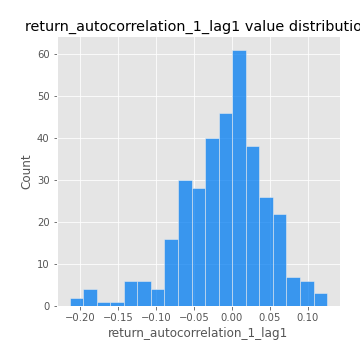 return_autocorrelation_1_lag1 value distributio
60
50
40
30
20
10
0
Count
−0.20 −0.15 −0.10 −0.05 0.00 0.05 0.10
return_autocorrelation_1_lag1